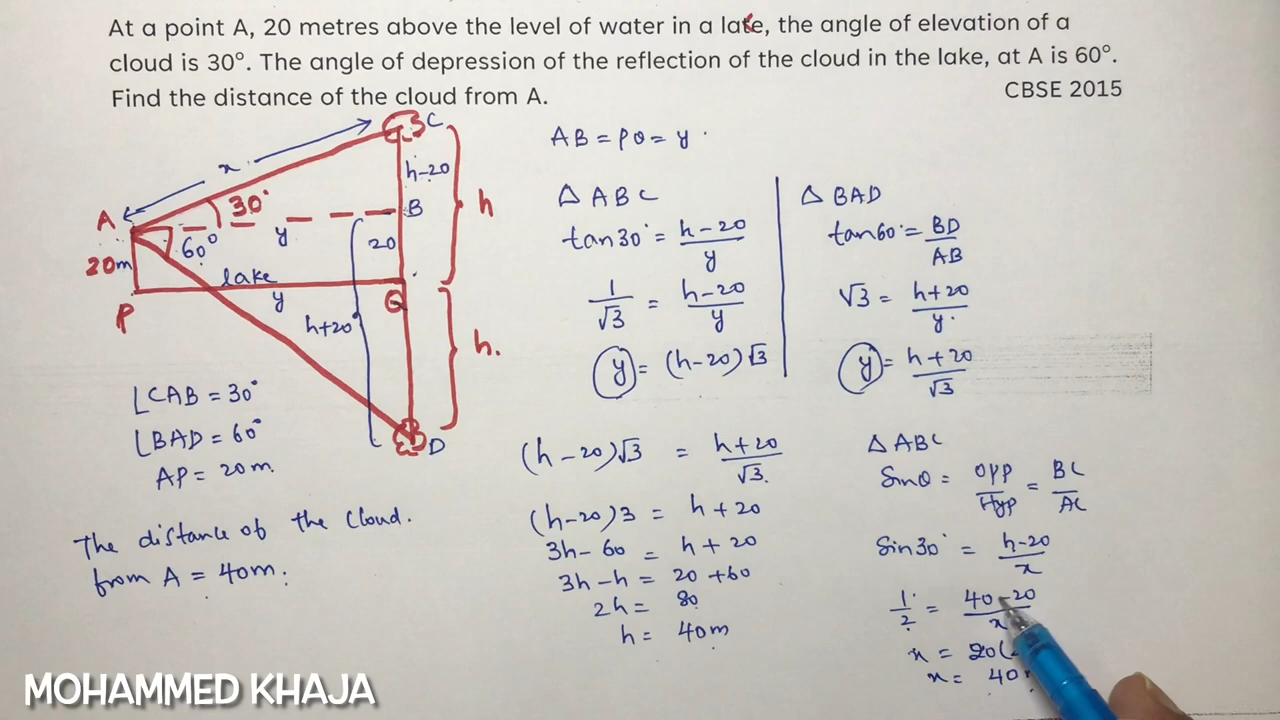 At a point A, 20 metres above the level of water in a lake, the angle of elevation of a
cloud is 30°. The angle of depression of the reflection of the cloud in the lake, at A is 60°.
Find the distance of the cloud from A.
CBSE 2015
C
x
h-20
30°
A
B
h
y
60°
20
20m
lake
P
y
Q
h+20
h.
D
∠CAB = 30°
∠BAD = 60°
AP = 20m.
The distance of the cloud.
from A = 40m.
AB = PQ = y
△ ABC
tan30° = h-20/y
1/√3 = h-20/y
y = (h-20)√3
△ BAD
tan60° = BD/AB
√3 = h+20/y
y = h+20/√3
(h-20)√3 = h+20/√3.
(h-20)3 = h+20
3h-60 = h+20
3h-h = 20+60
2h = 80
h = 40m
△ ABC
Sinθ = opp/Hyp = BC/AC
Sin30° = h-20/x
1/2 = 40-20/x
x = 20(
x = 40
MOHAMMED KHAJA